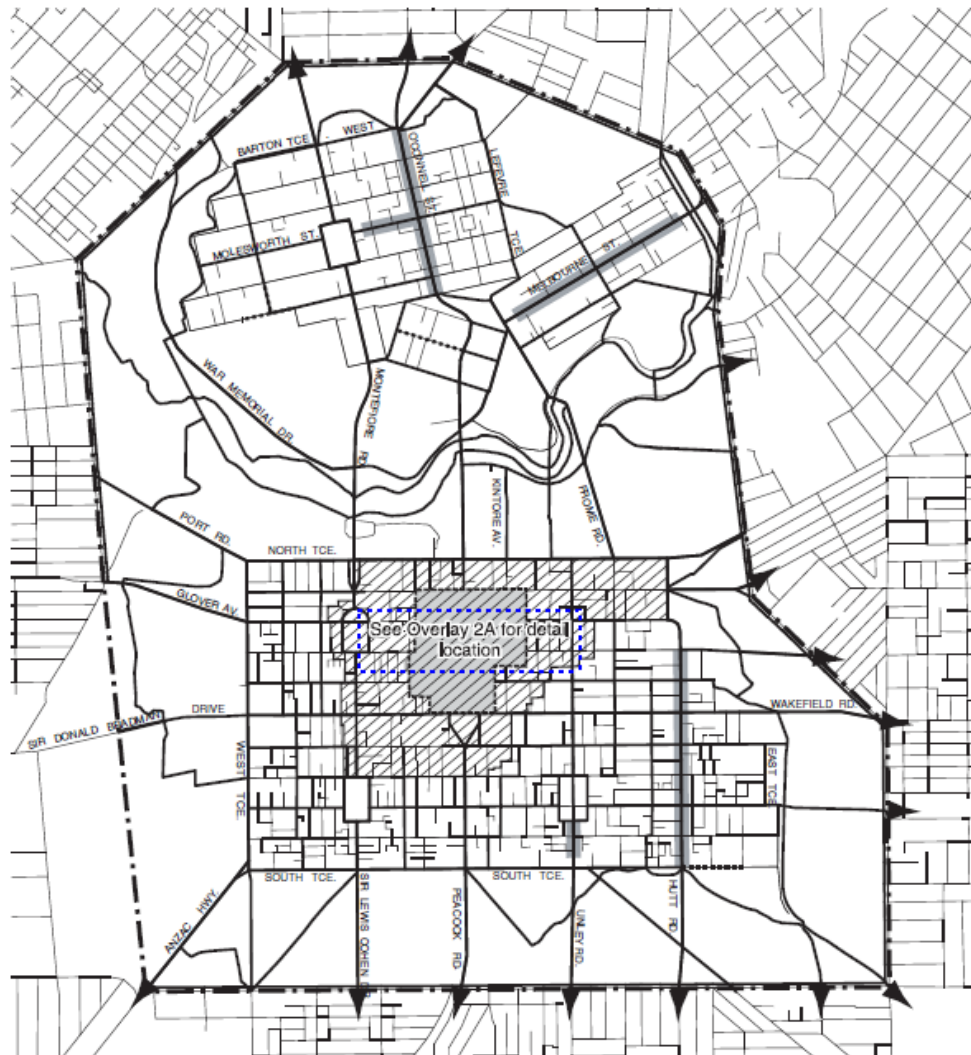 BARTON TCE
WEST
O'CONNELL ST.
LEFEVRE
TCE
MOLESWORTH ST.
MELBOURNE ST.
WAR MEMORIAL DR.
MONTEFIORE RD.
KINTORE AV.
FROME RD.
PORT RD.
NORTH TCE.
GLOVER AV.
See Overlay 2A for detail
location
SIR DONALD BRADMAN DRIVE
WAKEFIELD RD.
WEST TCE.
EAST TCE
SOUTH TCE.
SOUTH TCE.
ANZAC HWY.
SIR LEWIS COHEN DR
PEACOCK RD
UNLEY RD.
HUTT RD.